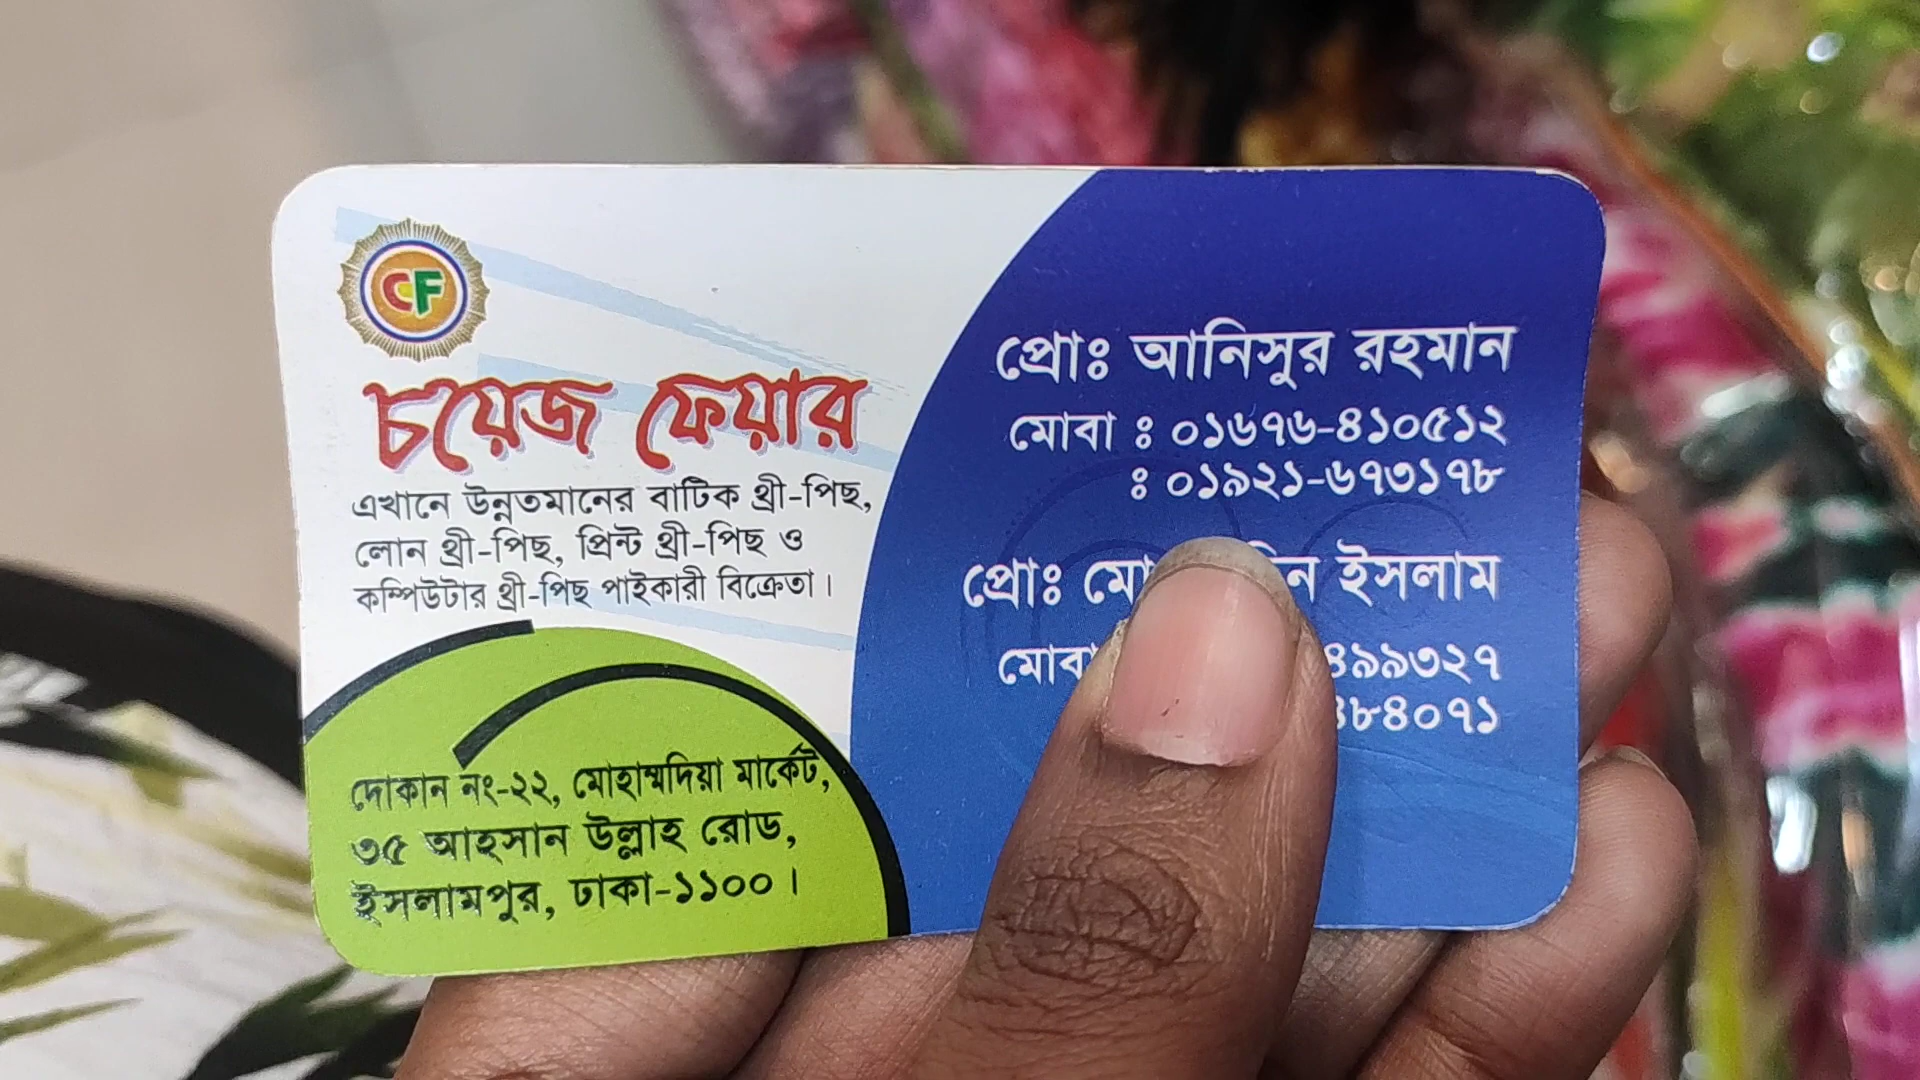 CF
চয়েজ ফেয়ার
এখানে উন্নতমানের বাটিক থ্রী-পিছ,
লোন থ্রী-পিছ, প্রিন্ট থ্রী-পিছ ও
কম্পিউটার থ্রী-পিছ পাইকারী বিক্রেতা।
দোকান নং-২২, মোহাম্মদিয়া মার্কেট,
৩৫ আহসান উল্লাহ রোড,
ইসলামপুর, ঢাকা-১১০০।
প্রোঃ আনিসুর রহমান
মোবা : ০১৬৭৬-৪১০৫১২
: ০১৯২১-৬৭৩১৭৮
প্রোঃ ইসলাম
মোবা ৪৯৯৩২৭
৮৪০৭১